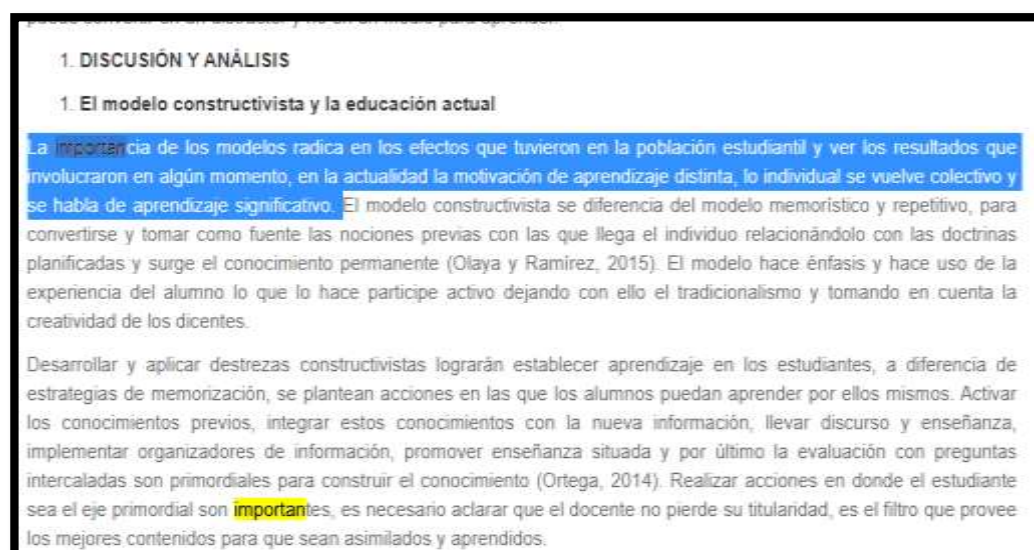 1. DISCUSIÓN Y ANÁLISIS
1. El modelo constructivista y la educación actual
La importancia de los modelos radica en los efectos que tuvieron en la población estudiantil y ver los resultados que
involucraron en algún momento, en la actualidad la motivación de aprendizaje distinta, lo individual se vuelve colectivo y
se habla de aprendizaje significativo. El modelo constructivista se diferencia del modelo memorístico y repetitivo, para
convertirse y tomar como fuente las nociones previas con las que llega el individuo relacionándolo con las doctrinas
planificadas y surge el conocimiento permanente (Olaya y Ramírez, 2015). El modelo hace énfasis y hace uso de la
experiencia del alumno lo que lo hace participe activo dejando con ello el tradicionalismo y tomando en cuenta la
creatividad de los dicentes.
Desarrollar y aplicar destrezas constructivistas lograrán establecer aprendizaje en los estudiantes, a diferencia de
estrategias de memorización, se plantean acciones en las que los alumnos puedan aprender por ellos mismos. Activar
los conocimientos previos, integrar estos conocimientos con la nueva información, llevar discurso y enseñanza,
implementar organizadores de información, promover enseñanza situada y por último la evaluación con preguntas
intercaladas son primordiales para construir el conocimiento (Ortega, 2014). Realizar acciones en donde el estudiante
sea el eje primordial son importantes, es necesario aclarar que el docente no pierde su titularidad, es el filtro que provee
los mejores contenidos para que sean asimilados y aprendidos.